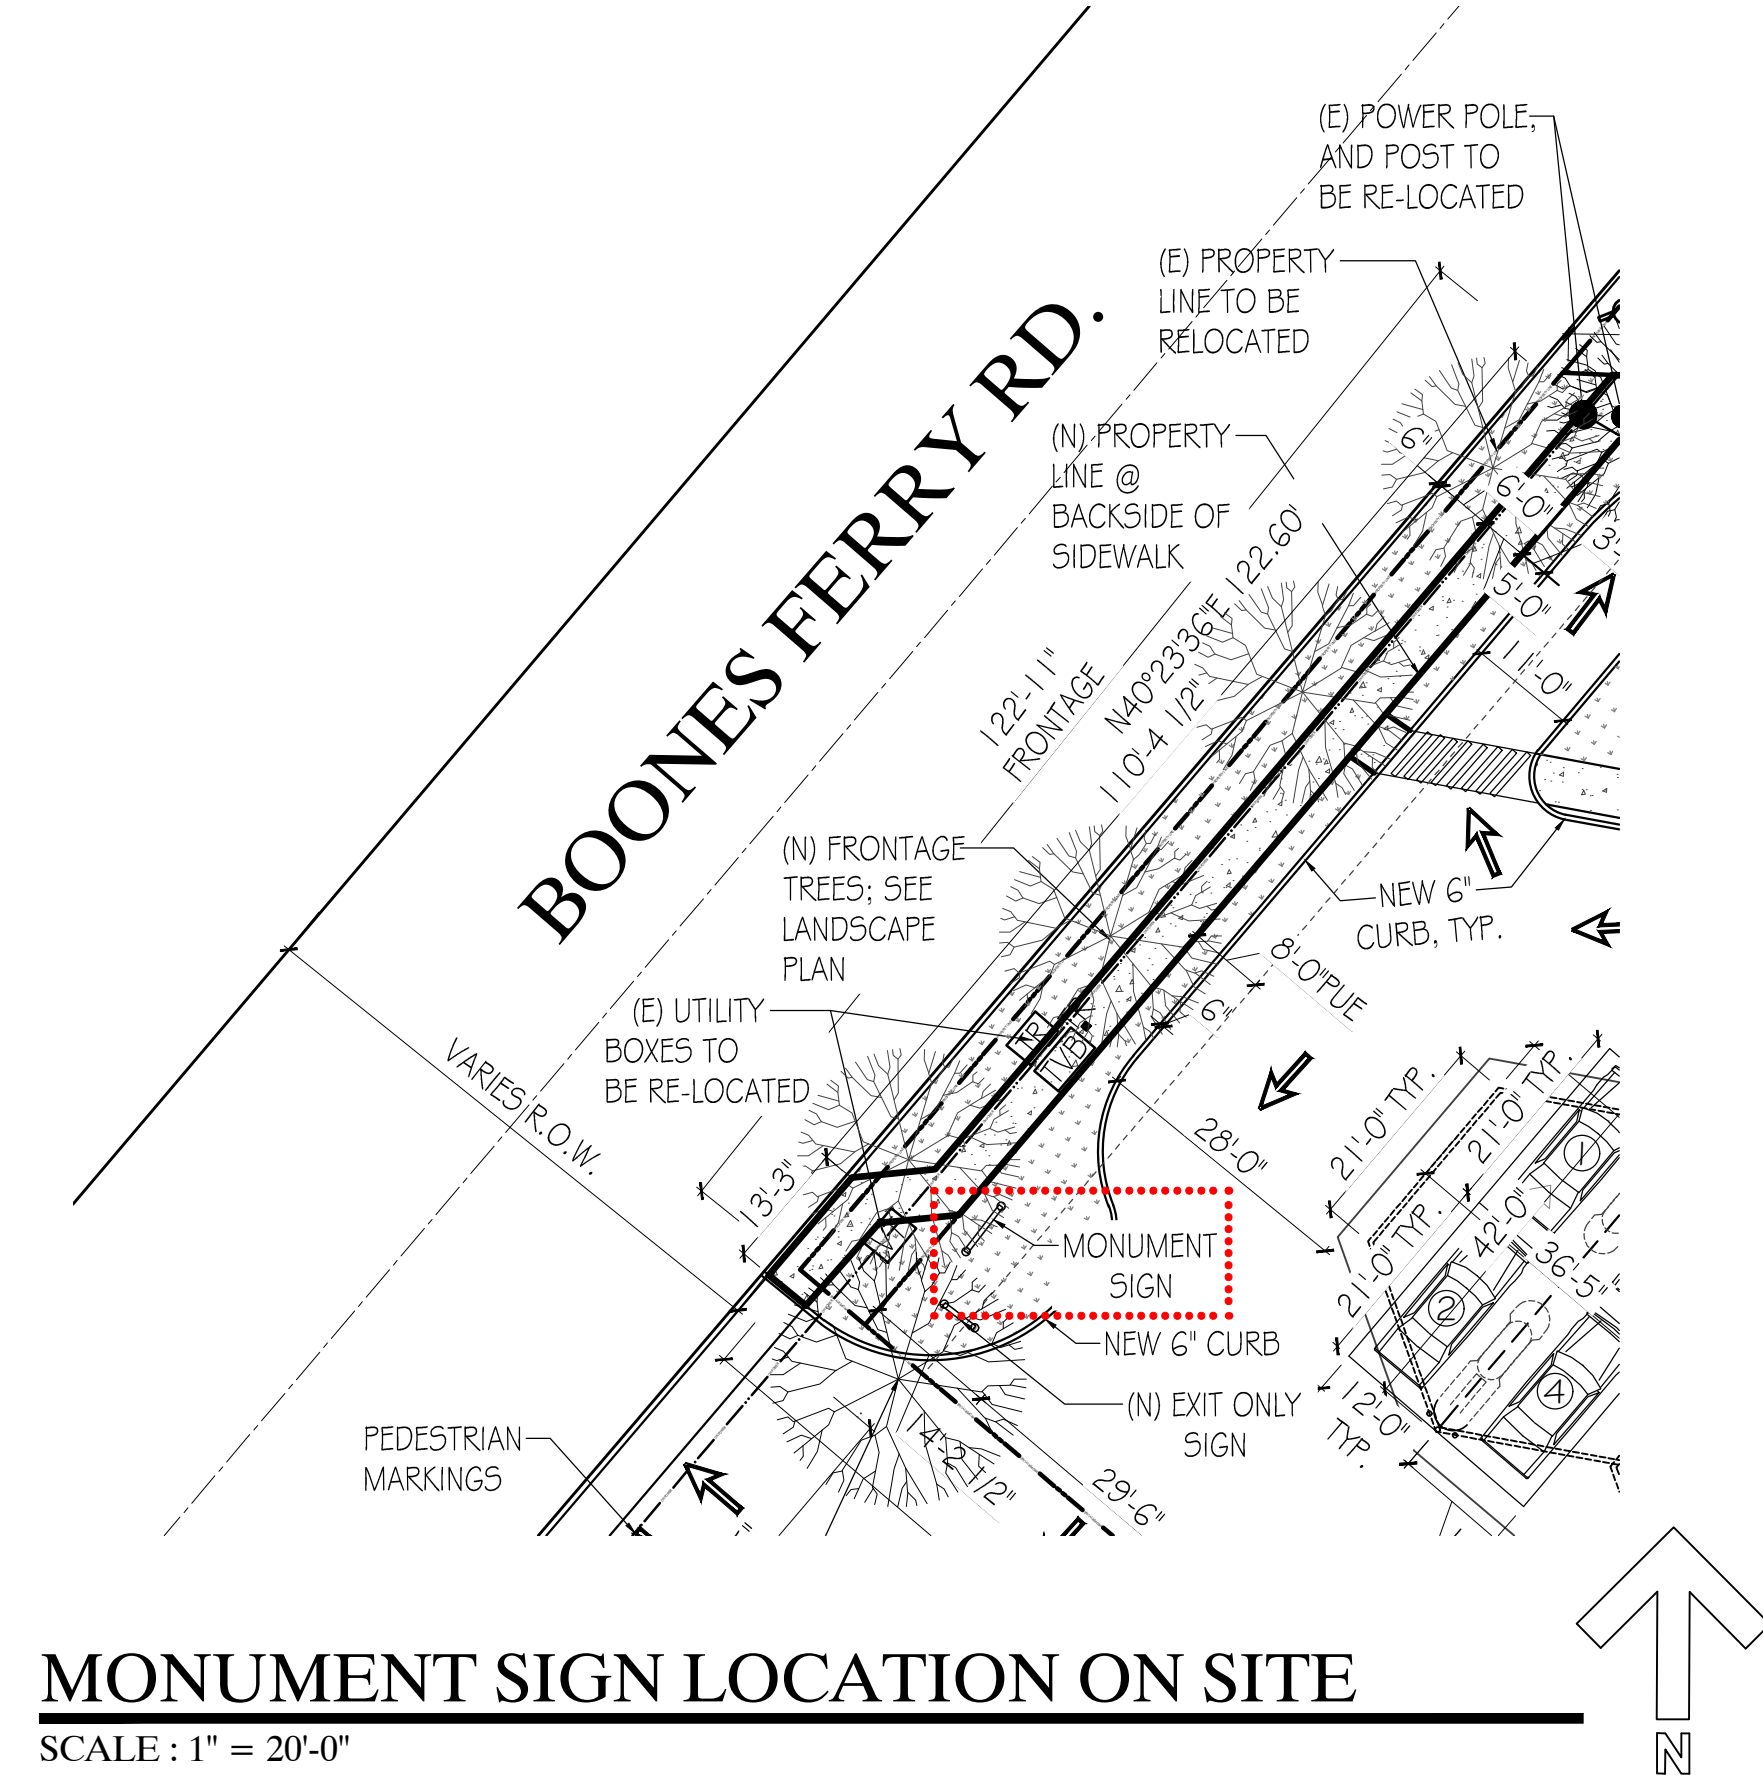 (E) POWER POLE,
AND POST TO
BE RE-LOCATED
(E) PROPERTY
LINE TO BE
RELOCATED
(N) PROPERTY
LINE @
BACKSIDE OF
SIDEWALK
BOONES FERRY RD.
6"
6'-0"
5'-0"
11'-0"
122'-11"
FRONTAGE
N40°23'36"E 122.60'
110'-4 1/2"
(N) FRONTAGE
TREES; SEE
LANDSCAPE
PLAN
NEW 6"
CURB, TYP.
8'-0"PUE
6"
(E) UTILITY
BOXES TO
BE RE-LOCATED
TVB
VARIES R.O.W.
13'-3"
28'-0"
21'-0" TYP.
21'-0" TYP.
21'-0" TYP.
42'-0"
36'-5"
1
2
4
12'-0"
TYP.
MONUMENT
SIGN
NEW 6" CURB
(N) EXIT ONLY
SIGN
14'-2 1/2"
29'-6"
PEDESTRIAN
MARKINGS
MONUMENT SIGN LOCATION ON SITE
SCALE : 1" = 20'-0"
N